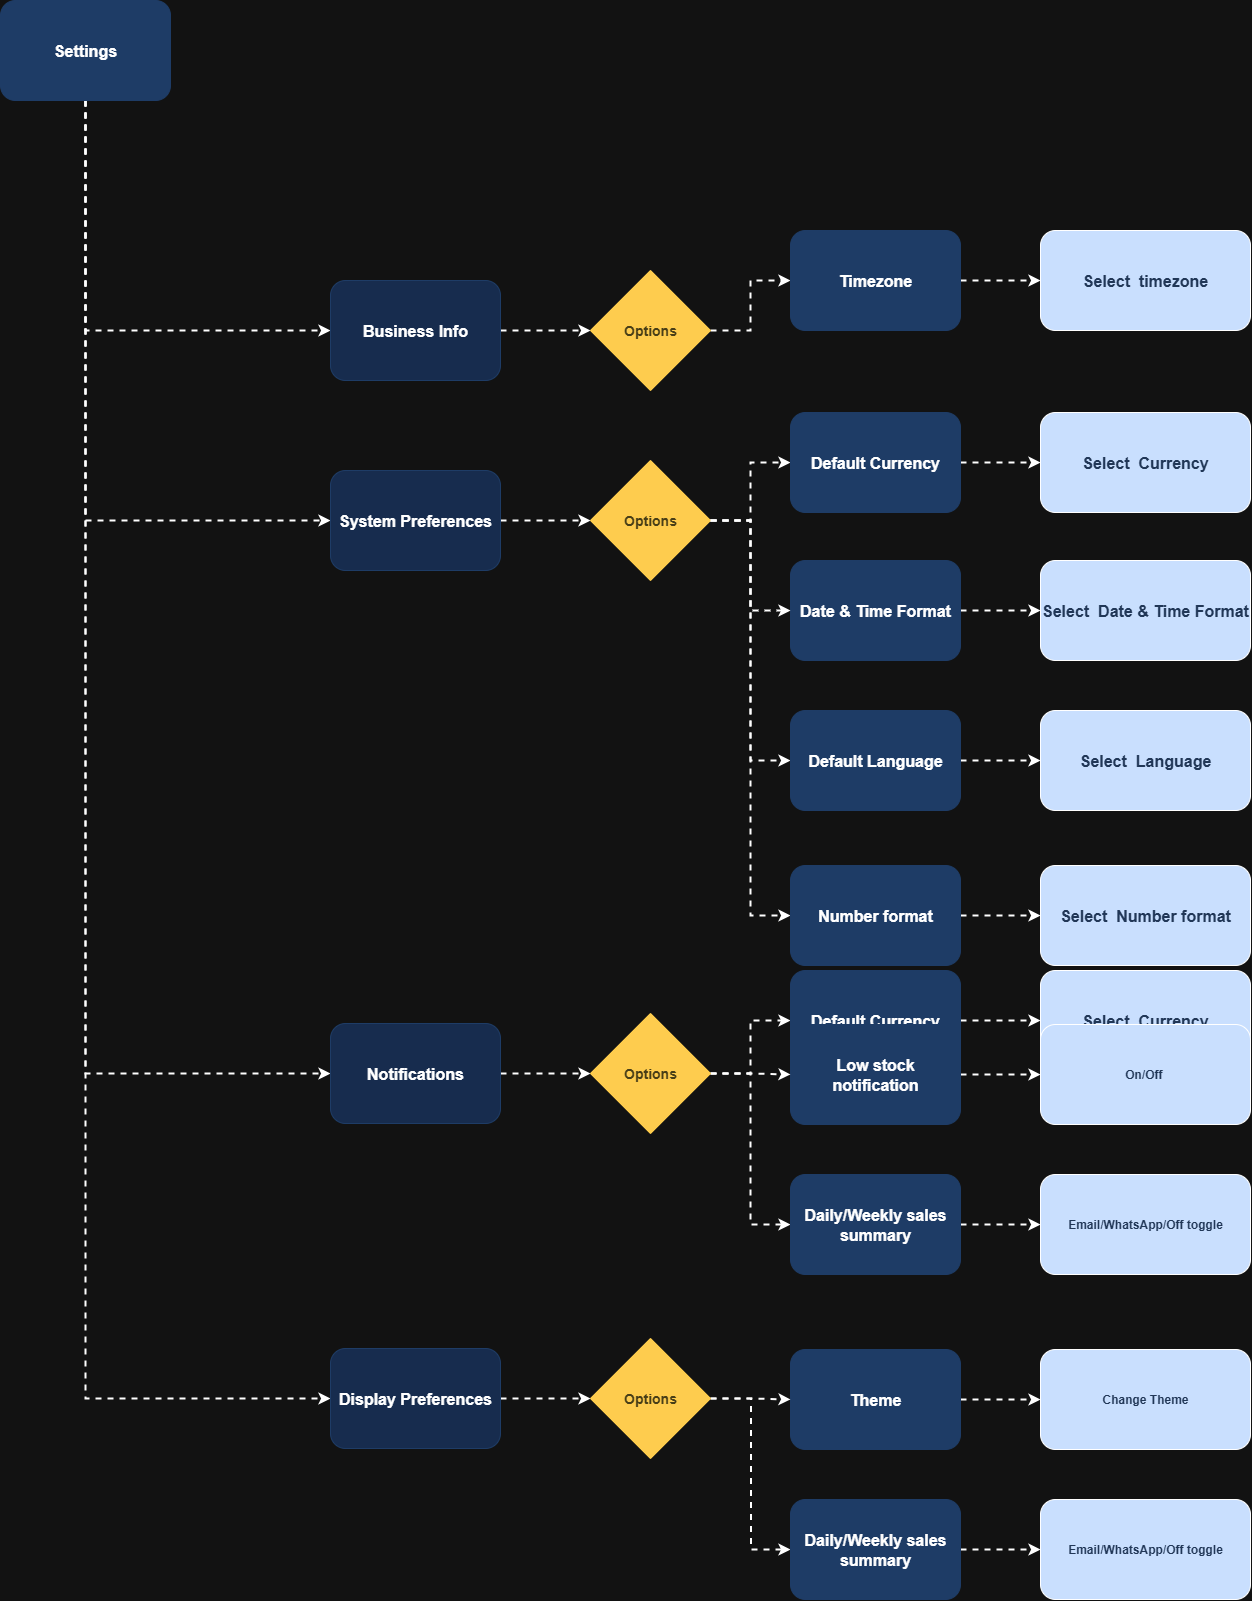 Settings
Business Info
Options
Timezone
Select  timezone
System Preferences
Options
Default Currency
Select  Currency
Date & Time Format
Select  Date & Time Format
Default Language
Select  Language
Number format
Select  Number format
Notifications
Options
Default Currency
Select  Currency
Low stock
notification
On/Off
Daily/Weekly sales
summary
Email/WhatsApp/Off toggle
Display Preferences
Options
Theme
Change Theme
Daily/Weekly sales
summary
Email/WhatsApp/Off toggle